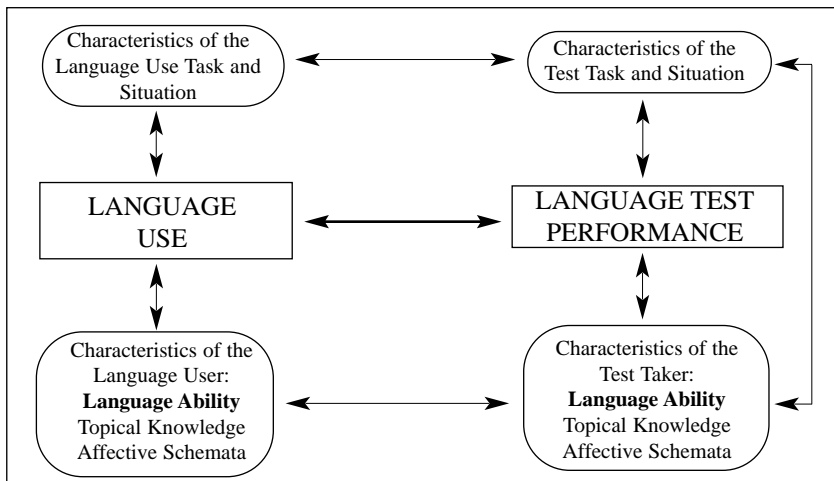 Characteristics of the
Language Use Task and
Situation
Characteristics of the
Test Task and Situation
LANGUAGE
USE
LANGUAGE TEST
PERFORMANCE
Characteristics of the
Language User:
Language Ability
Topical Knowledge
Affective Schemata
Characteristics of the
Test Taker:
Language Ability
Topical Knowledge
Affective Schemata